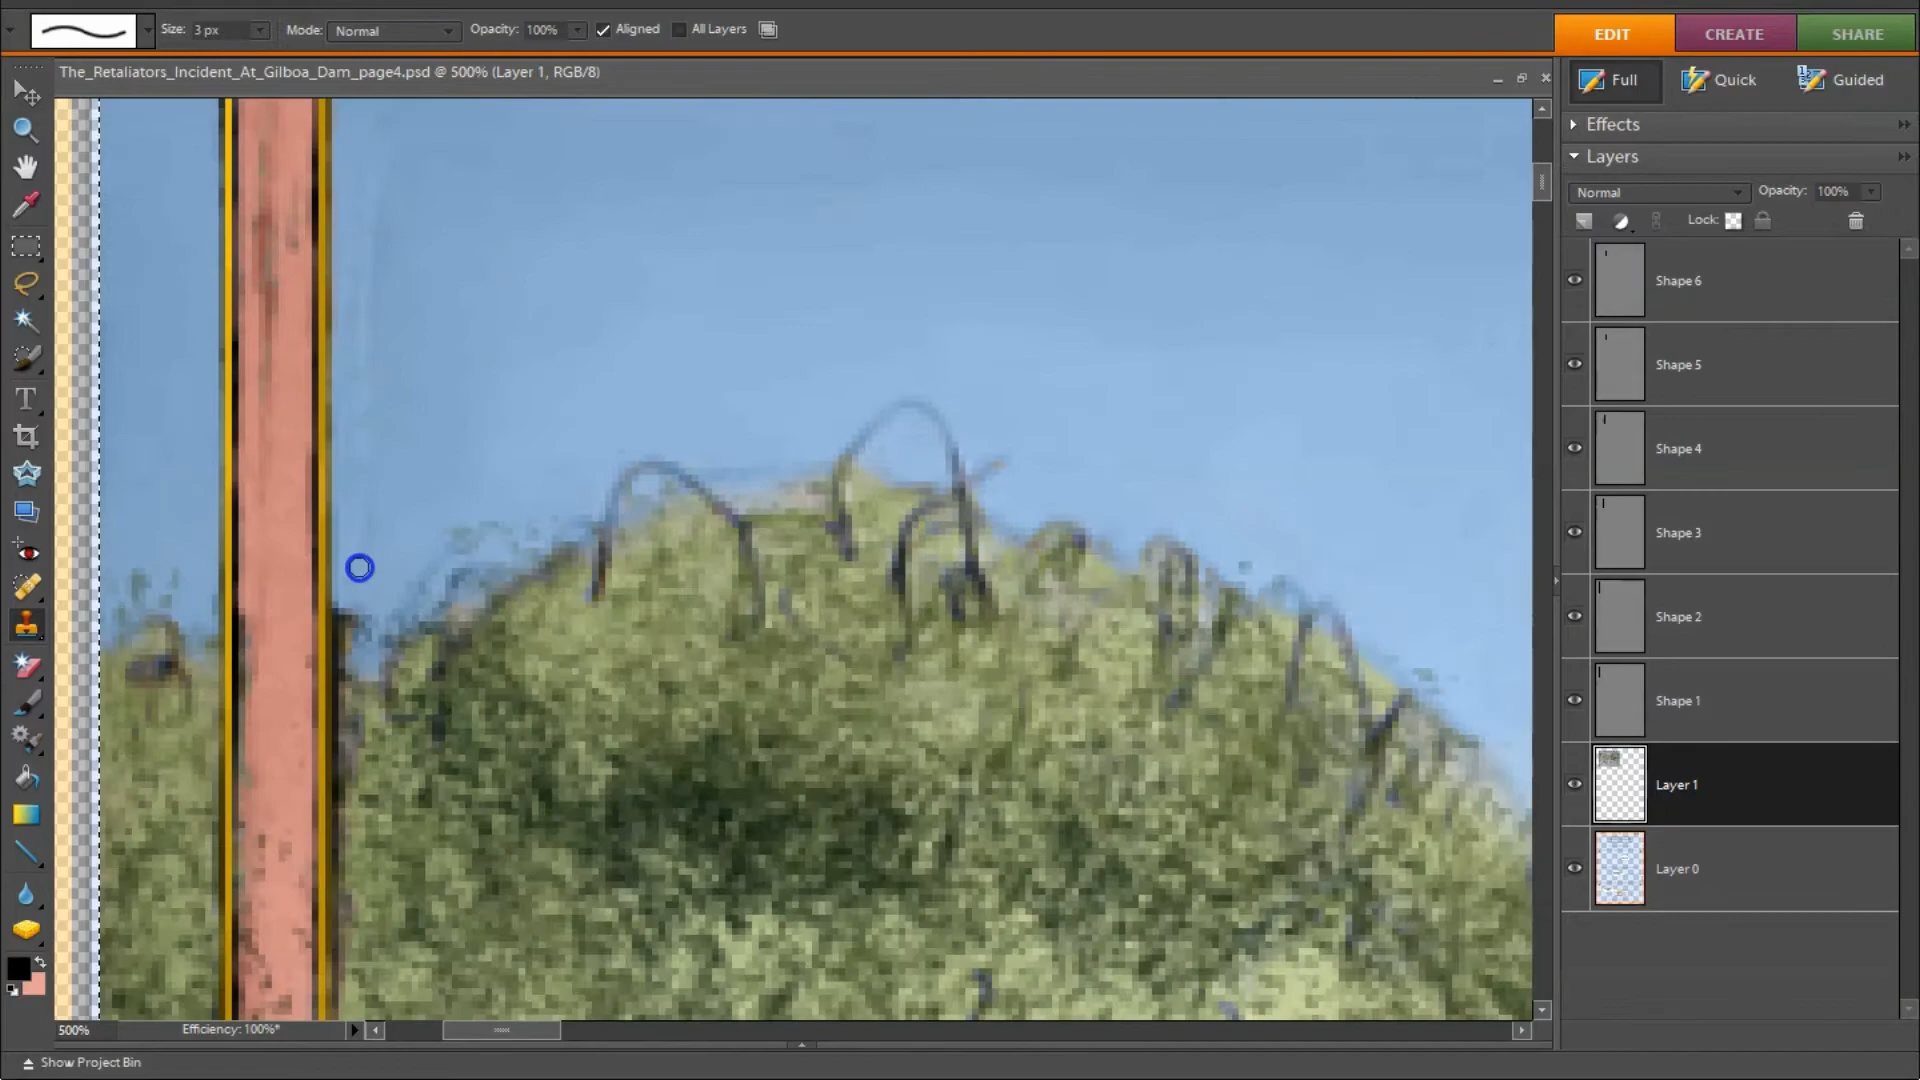 Size: 3 px Mode: Normal Opacity: 100% Aligned All Layers
EDIT CREATE SHARE
The_Retaliators_Incident_At_Gilboa_Dam_page4.psd @ 500% (Layer 1, RGB/8)
Full Quick Guided
Effects
Layers
Normal Opacity: 100%
Lock:
Shape 6
Shape 5
Shape 4
Shape 3
Shape 2
Shape 1
Layer 1
Layer 0
500% Efficiency: 100%*
Show Project Bin